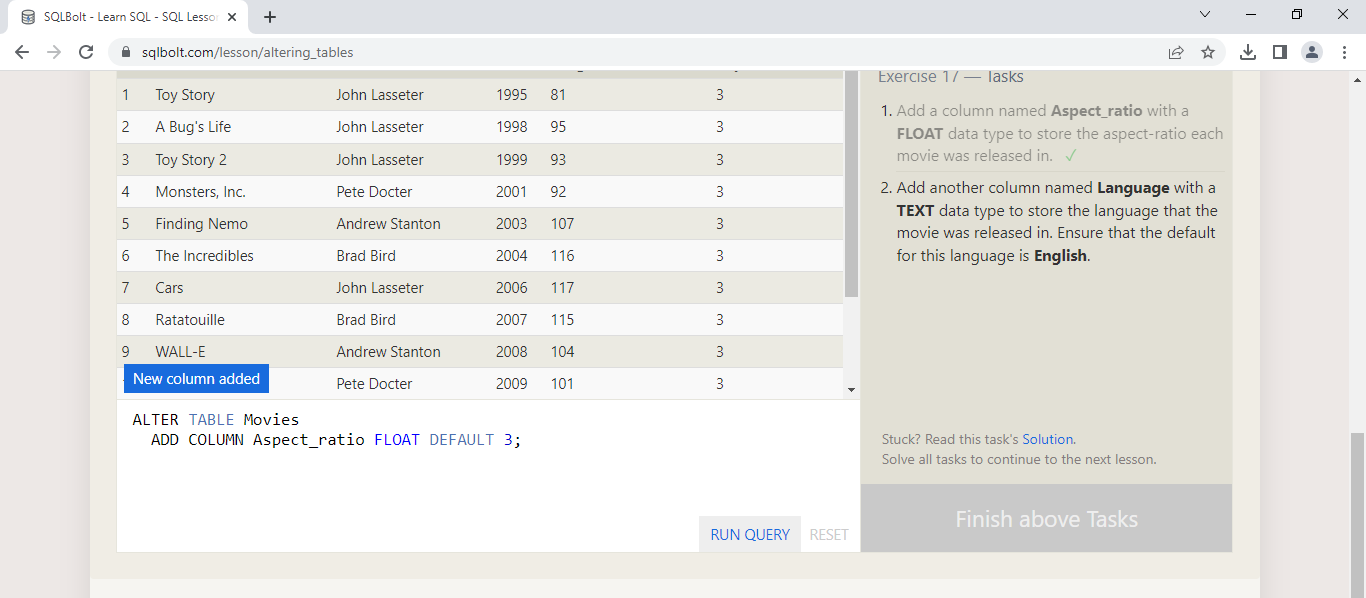 SQLBolt - Learn SQL - SQL Lesso
sqlbolt.com/lesson/altering_tables
1 Toy Story John Lasseter 1995 81 3
2 A Bug's Life John Lasseter 1998 95 3
3 Toy Story 2 John Lasseter 1999 93 3
4 Monsters, Inc. Pete Docter 2001 92 3
5 Finding Nemo Andrew Stanton 2003 107 3
6 The Incredibles Brad Bird 2004 116 3
7 Cars John Lasseter 2006 117 3
8 Ratatouille Brad Bird 2007 115 3
9 WALL-E Andrew Stanton 2008 104 3
Pete Docter 2009 101 3
New column added
ALTER TABLE Movies
ADD COLUMN Aspect_ratio FLOAT DEFAULT 3;
RUN QUERY RESET
Exercise 17 — Tasks
1. Add a column named Aspect_ratio with a
FLOAT data type to store the aspect-ratio each
movie was released in. ✓
2. Add another column named Language with a
TEXT data type to store the language that the
movie was released in. Ensure that the default
for this language is English.
Stuck? Read this task's Solution.
Solve all tasks to continue to the next lesson.
Finish above Tasks